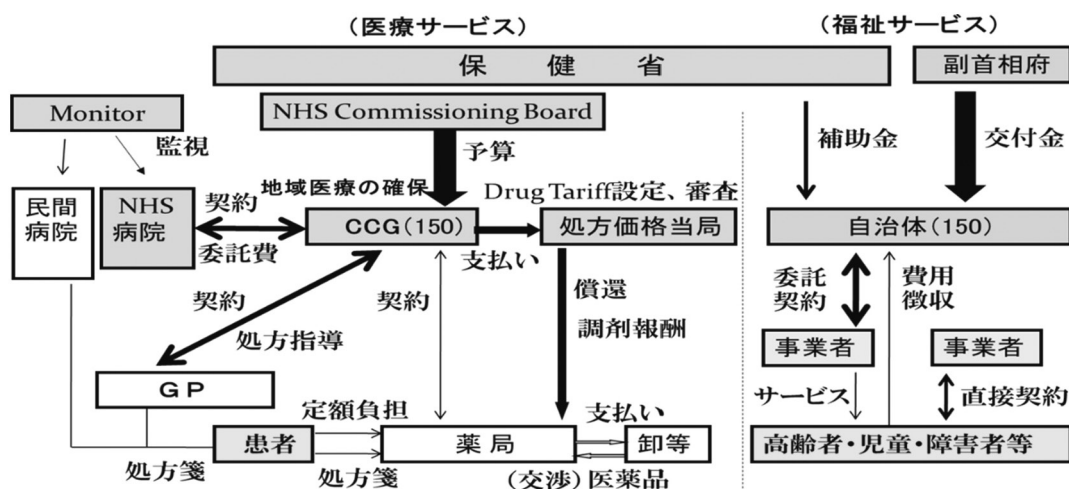 （医療サービス）
（福祉サービス）
保健省
副首相府
Monitor
NHS Commissioning Board
監視
予算
補助金
交付金
民間
病院
NHS
病院
契約
委託費
地域医療の確保
CCG(150)
支払い
Drug Tariff設定、審査
処方価格当局
自治体(150)
契約
処方指導
契約
償還
調剤報酬
委託
契約
費用
徴収
事業者
事業者
GP
サービス
直接契約
定額負担
支払い
患者
薬局
卸等
高齢者・児童・障害者等
処方箋
処方箋
（交渉）医薬品